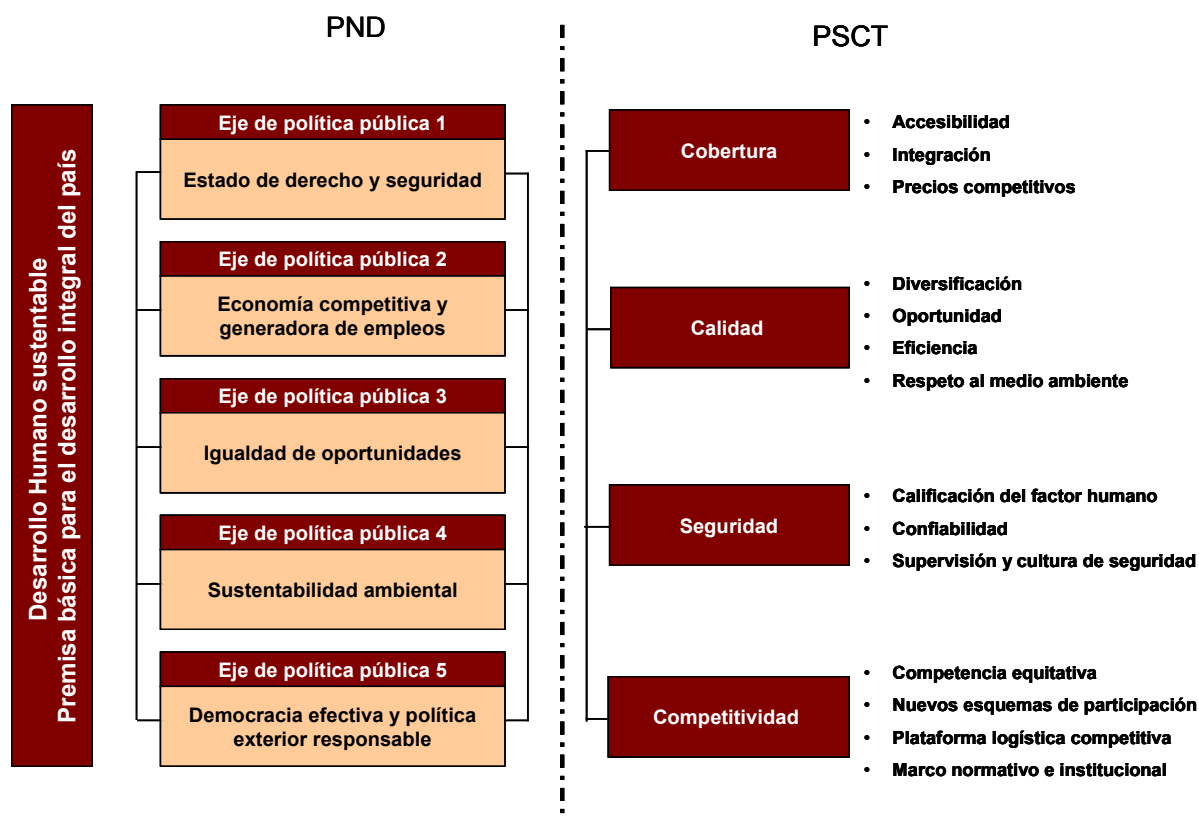 PND
PSCT
Desarrollo Humano sustentable
Premisa básica para el desarrollo integral del país
Eje de política pública 1
Estado de derecho y seguridad
Eje de política pública 2
Economía competitiva y
generadora de empleos
Eje de política pública 3
Igualdad de oportunidades
Eje de política pública 4
Sustentabilidad ambiental
Eje de política pública 5
Democracia efectiva y política
exterior responsable
Cobertura
• Accesibilidad
• Integración
• Precios competitivos
Calidad
• Diversificación
• Oportunidad
• Eficiencia
• Respeto al medio ambiente
Seguridad
• Calificación del factor humano
• Confiabilidad
• Supervisión y cultura de seguridad
Competitividad
• Competencia equitativa
• Nuevos esquemas de participación
• Plataforma logística competitiva
• Marco normativo e institucional